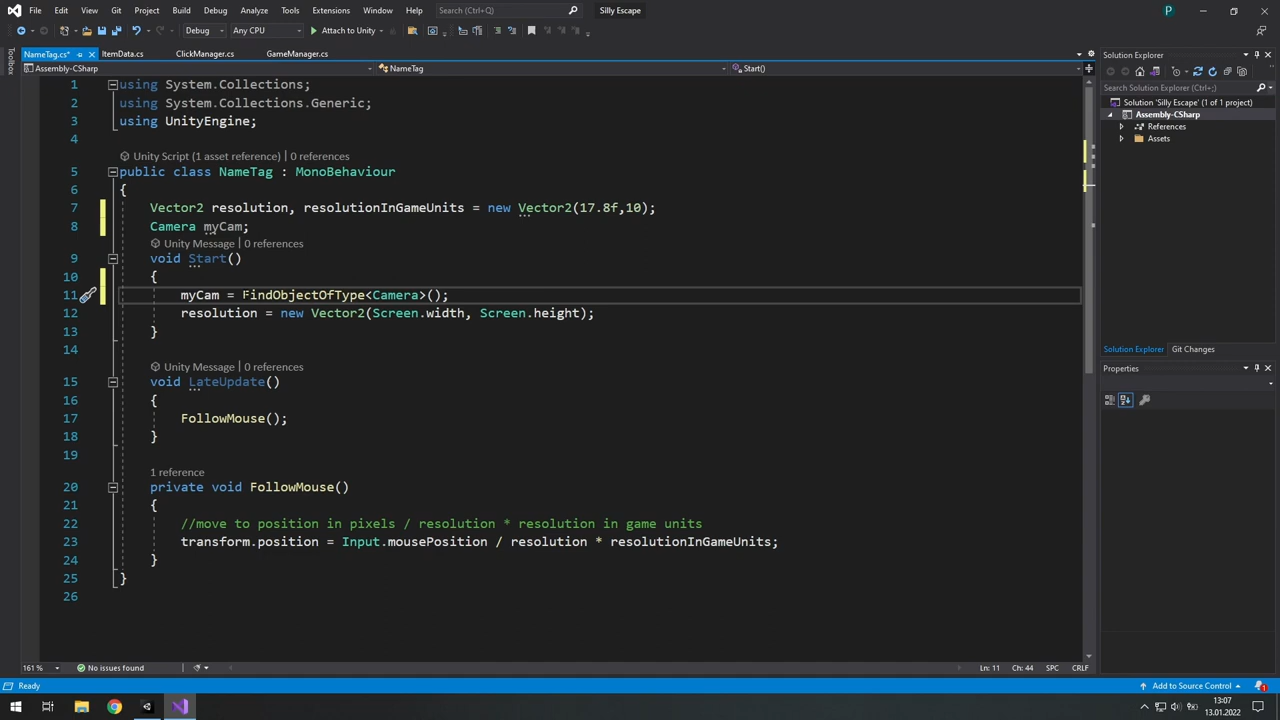 File Edit View Git Project Build Debug Analyze Tools Extensions Window Help Search (Ctrl+Q) Silly Escape P
Debug Any CPU Attach to Unity
NameTag.cs* ItemData.cs ClickManager.cs GameManager.cs
Assembly-CSharp NameTag Start()
Toolbox
1 using System.Collections;
2 using System.Collections.Generic;
3 using UnityEngine;
4
Unity Script (1 asset reference) | 0 references
5 public class NameTag : MonoBehaviour
6 {
7 Vector2 resolution, resolutionInGameUnits = new Vector2(17.8f,10);
8 Camera myCam;
Unity Message | 0 references
9 void Start()
10 {
11 myCam = FindObjectOfType<Camera>();
12 resolution = new Vector2(Screen.width, Screen.height);
13 }
14
Unity Message | 0 references
15 void LateUpdate()
16 {
17 FollowMouse();
18 }
19
1 reference
20 private void FollowMouse()
21 {
22 //move to position in pixels / resolution * resolution in game units
23 transform.position = Input.mousePosition / resolution * resolutionInGameUnits;
24 }
25 }
26
Solution Explorer
Search Solution Explorer (Ctrl+;)
Solution 'Silly Escape' (1 of 1 project)
Assembly-CSharp
References
Assets
Solution Explorer Git Changes
Properties
161 % No issues found Ln: 11 Ch: 44 SPC CRLF
Ready Add to Source Control 1
13:07
13.01.2022